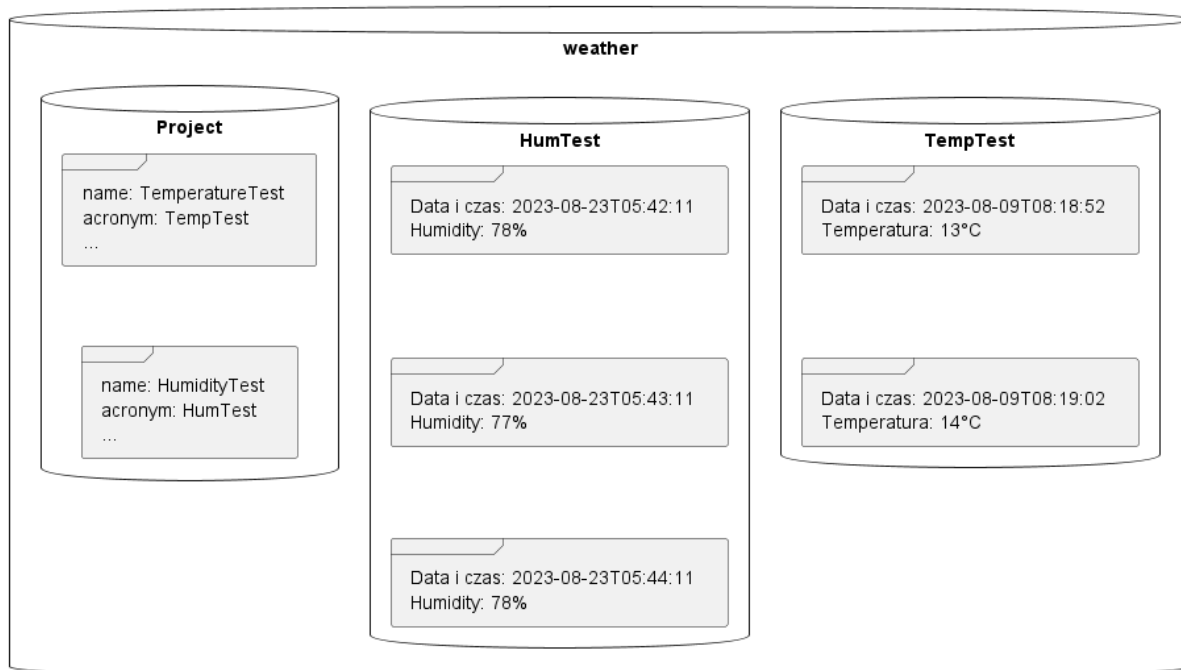 weather
Project
name: TemperatureTest
acronym: TempTest
...
name: HumidityTest
acronym: HumTest
...
HumTest
Data i czas: 2023-08-23T05:42:11
Humidity: 78%
Data i czas: 2023-08-23T05:43:11
Humidity: 77%
Data i czas: 2023-08-23T05:44:11
Humidity: 78%
TempTest
Data i czas: 2023-08-09T08:18:52
Temperatura: 13°C
Data i czas: 2023-08-09T08:19:02
Temperatura: 14°C